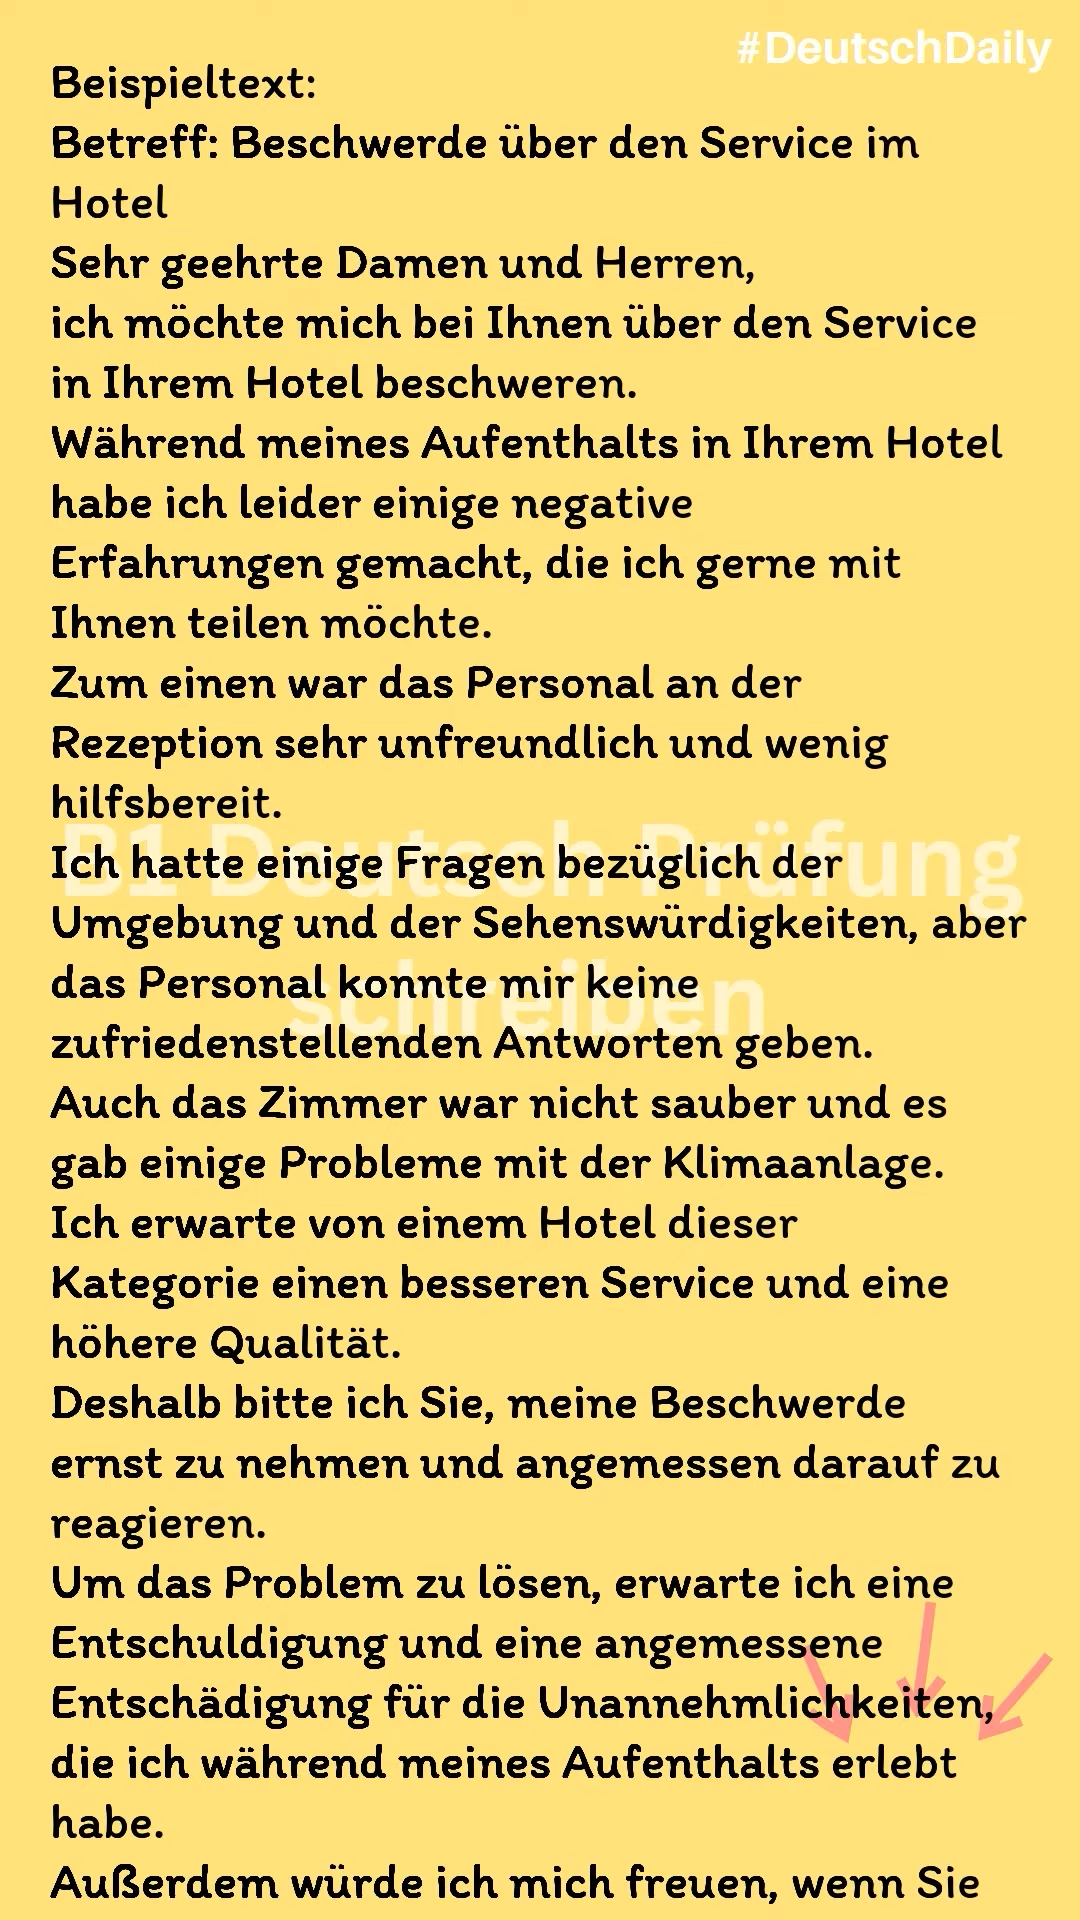 #DeutschDaily
Beispieltext:
Betreff: Beschwerde über den Service im
Hotel
Sehr geehrte Damen und Herren,
ich möchte mich bei Ihnen über den Service
in Ihrem Hotel beschweren.
Während meines Aufenthalts in Ihrem Hotel
habe ich leider einige negative
Erfahrungen gemacht, die ich gerne mit
Ihnen teilen möchte.
Zum einen war das Personal an der
Rezeption sehr unfreundlich und wenig
hilfsbereit.
B1 Deutsch Prüfung
Ich hatte einige Fragen bezüglich der
Umgebung und der Sehenswürdigkeiten, aber
das Personal konnte mir keine
schreiben
zufriedenstellenden Antworten geben.
Auch das Zimmer war nicht sauber und es
gab einige Probleme mit der Klimaanlage.
Ich erwarte von einem Hotel dieser
Kategorie einen besseren Service und eine
höhere Qualität.
Deshalb bitte ich Sie, meine Beschwerde
ernst zu nehmen und angemessen darauf zu
reagieren.
Um das Problem zu lösen, erwarte ich eine
Entschuldigung und eine angemessene
Entschädigung für die Unannehmlichkeiten,
die ich während meines Aufenthalts erlebt
habe.
Außerdem würde ich mich freuen, wenn Sie